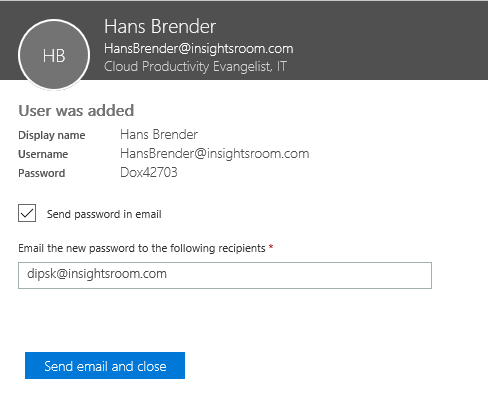 HB
Hans Brender
HansBrender@insightsroom.com
Cloud Productivity Evangelist, IT
User was added
Display name Hans Brender
Username HansBrender@insightsroom.com
Password Dox42703
Send password in email
Email the new password to the following recipients *
dipsk@insightsroom.com
Send email and close